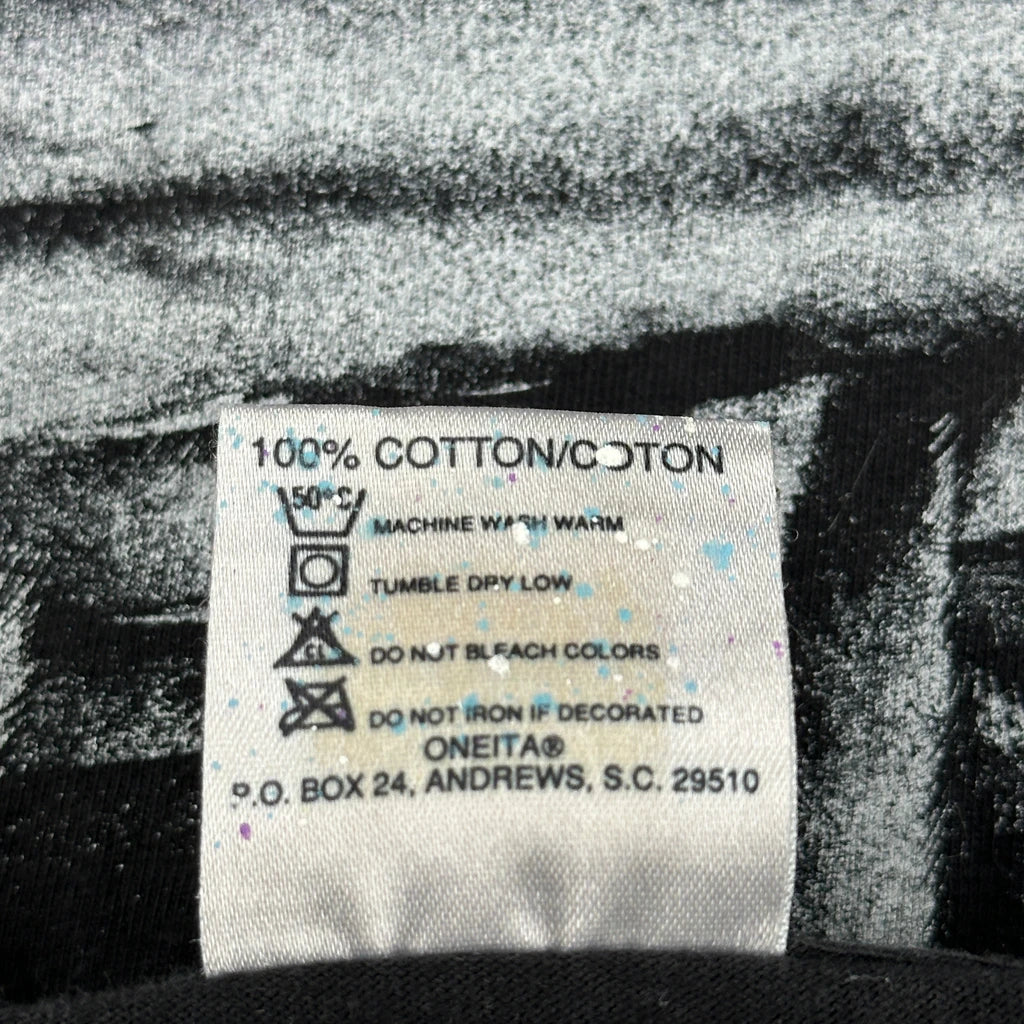 100% COTTON/COTON
50°C
MACHINE WASH WARM
TUMBLE DRY LOW
CL
DO NOT BLEACH COLORS
DO NOT IRON IF DECORATED
ONEITA®
P.O. BOX 24, ANDREWS, S.C. 29510